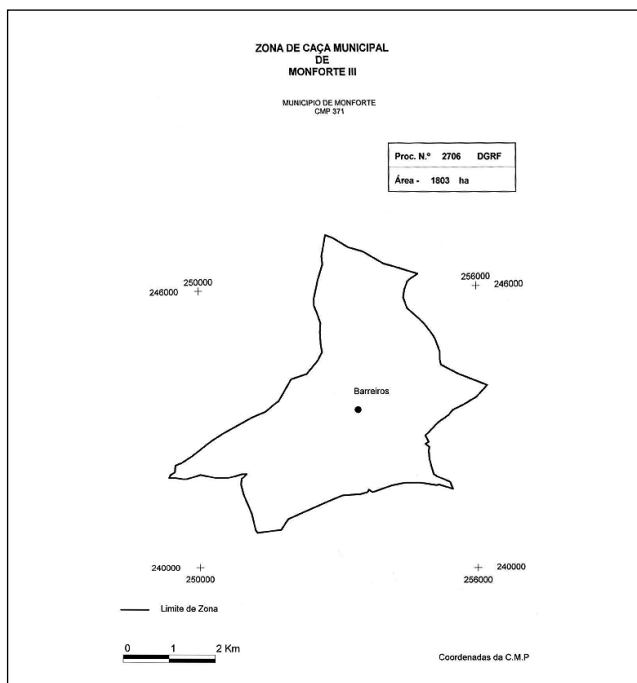 ZONA DE CAÇA MUNICIPAL
DE
MONFORTE III
MUNICIPIO DE MONFORTE
CMP 371
Proc. N.º 2706 DGRF
Área - 1803 ha
250000
246000
256000
246000
Barreiros
240000
250000
240000
256000
Limite de Zona
0 1 2 Km
Coordenadas da C.M.P